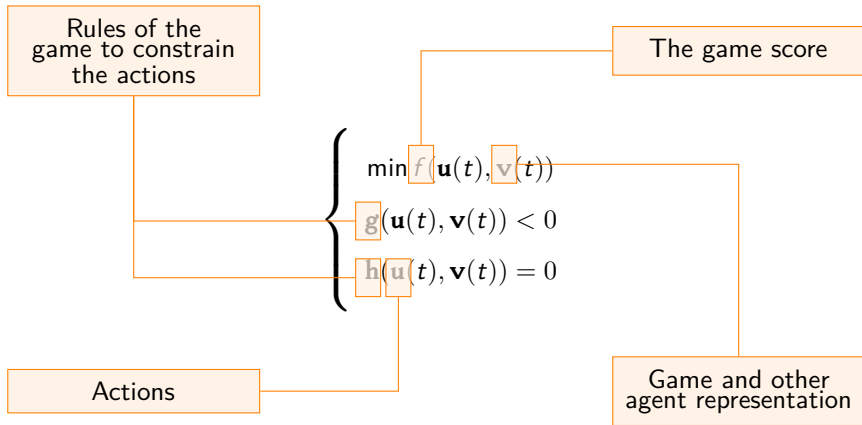 Rules of the
game to constrain
the actions
The game score
min f(u(t), v(t))
g(u(t), v(t)) < 0
h(u(t), v(t)) = 0
Actions
Game and other
agent representation